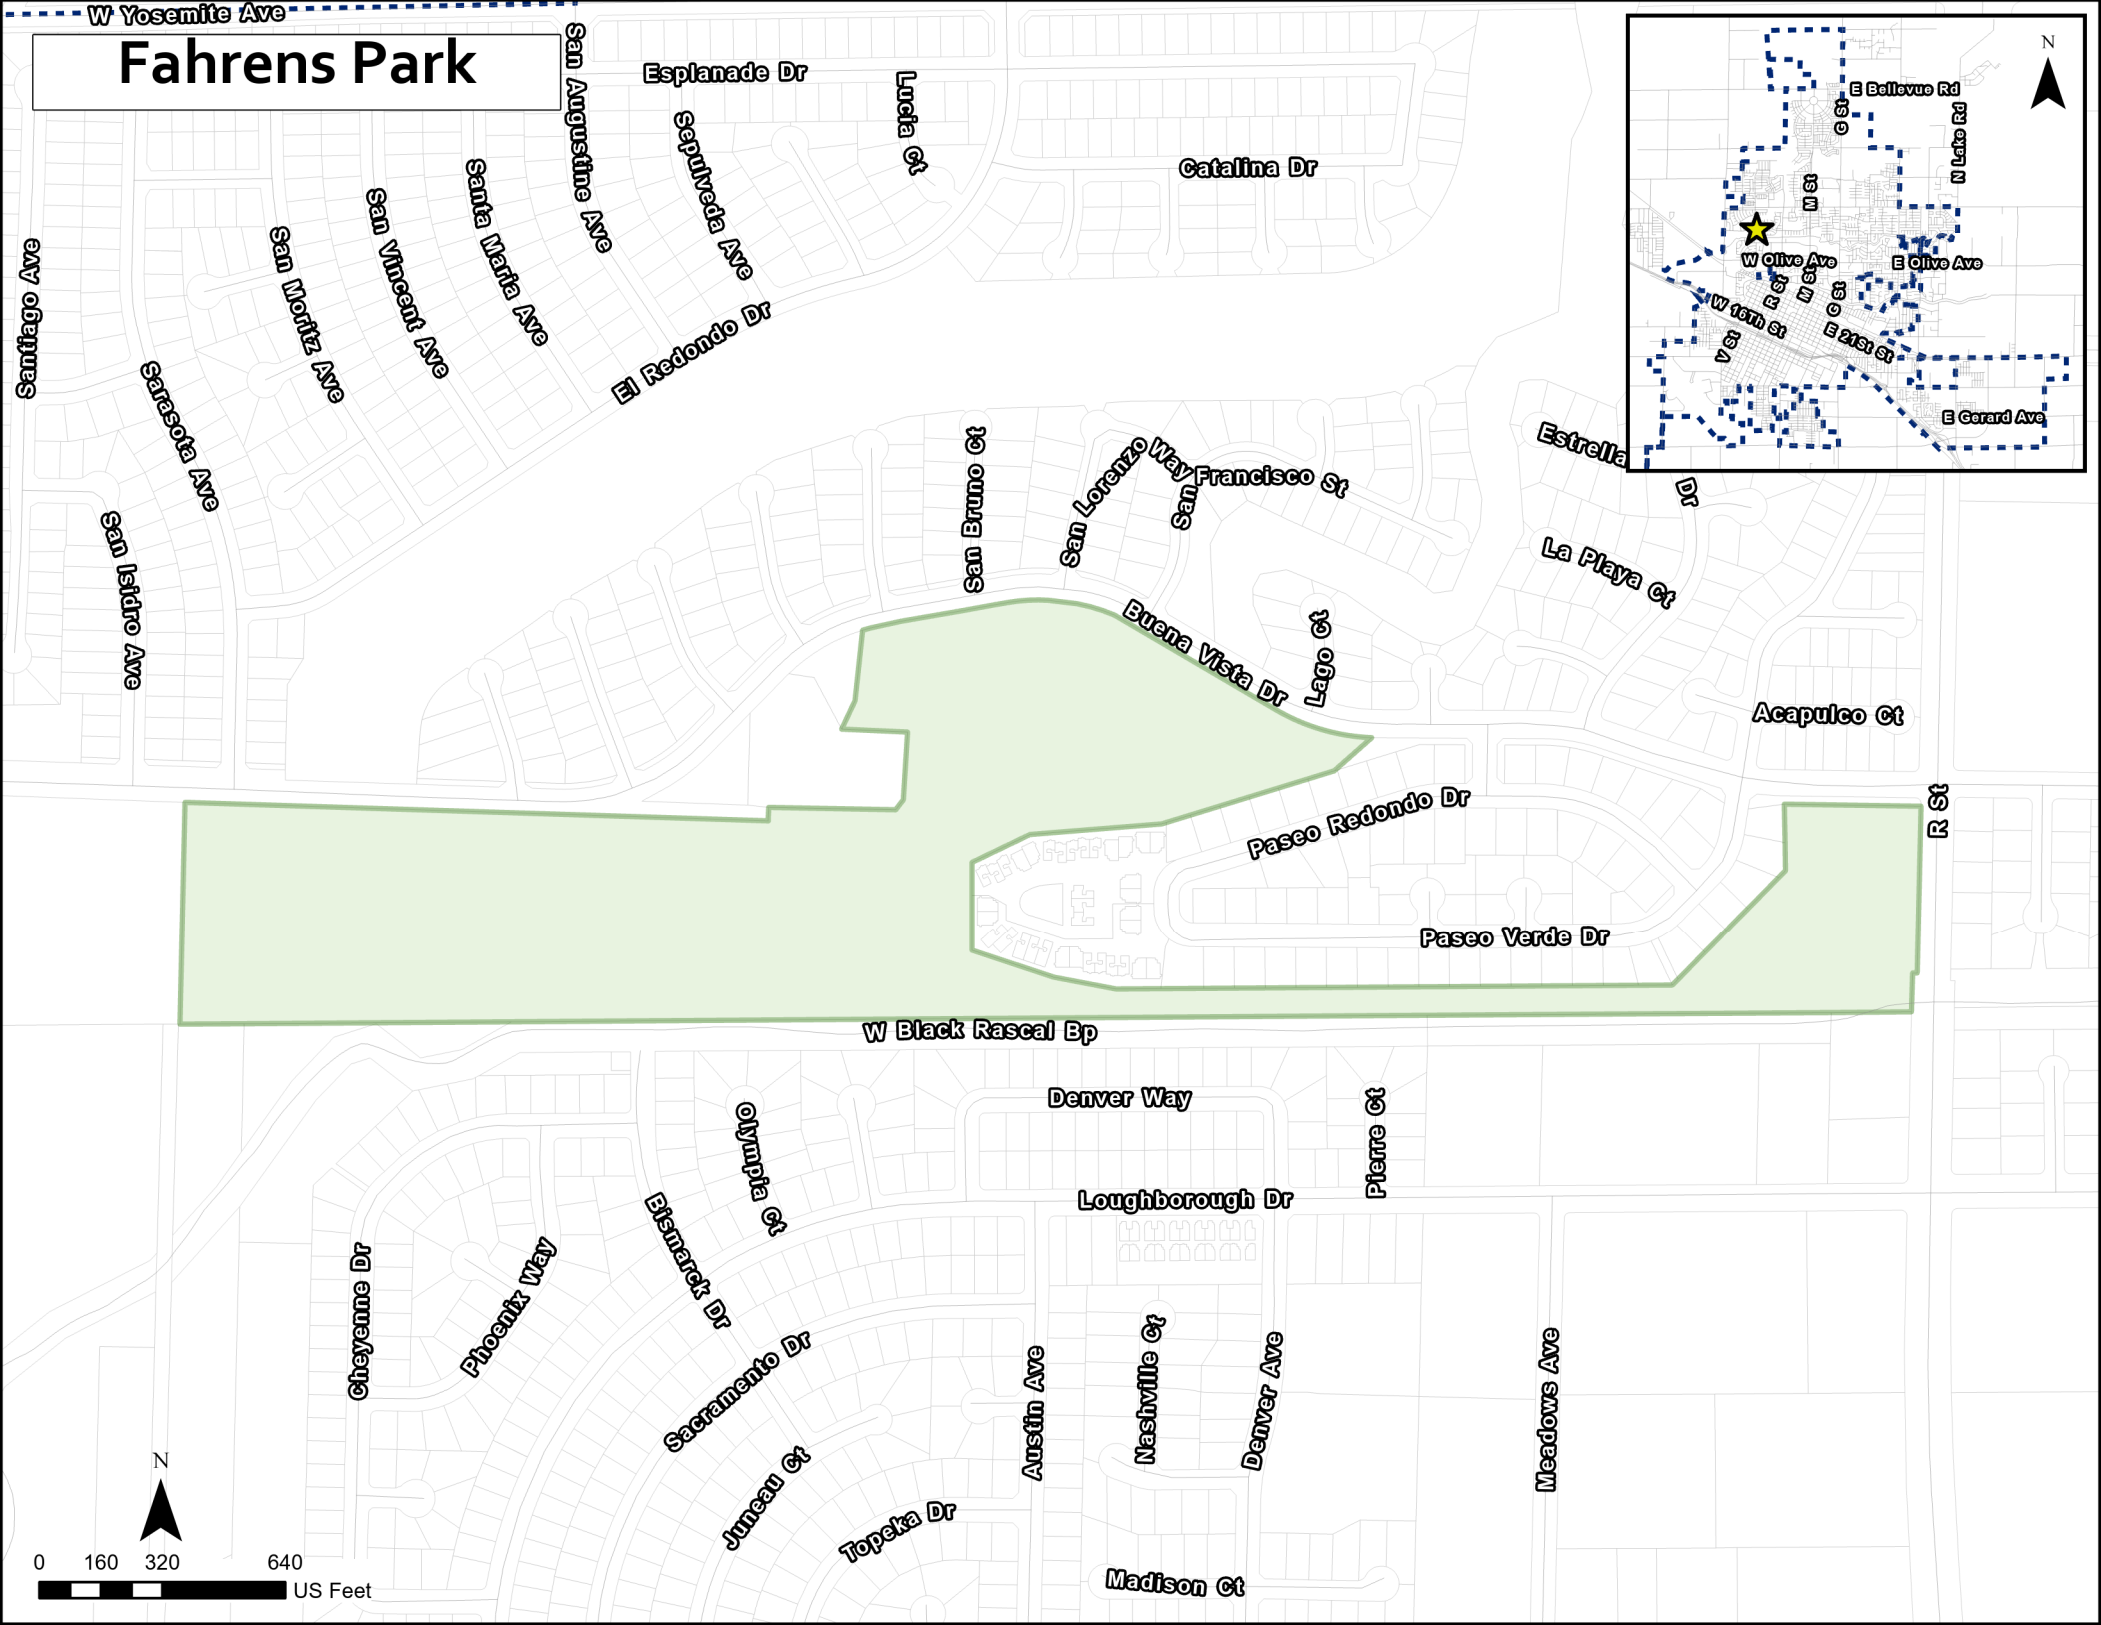 W Yosemite Ave
Fahrens Park
San Augustine Ave
Esplanade Dr
Lucia Ct
Sepulveda Ave
Catalina Dr
Santa Maria Ave
San Vincent Ave
San Moritz Ave
Santiago Ave
Sarasota Ave
San Isidro Ave
El Redondo Dr
San Bruno Ct
San Lorenzo Way
San Francisco St
Estrella Dr
La Playa Ct
Buena Vista Dr
Lago Ct
Acapulco Ct
R St
Paseo Redondo Dr
Paseo Verde Dr
W Black Rascal Bp
Denver Way
Pierre Ct
Olympia Ct
Loughborough Dr
Bismarck Dr
Cheyenne Dr
Phoenix Way
Sacramento Dr
Austin Ave
Nashville Ct
Denver Ave
Meadows Ave
Juneau Ct
Topeka Dr
Madison Ct
N
0 160 320 640
US Feet
N
E Bellevue Rd
G St
N Lake Rd
M St
W Olive Ave
E Olive Ave
R St
M St
G St
W 16Th St
E 21St St
V St
E Gerard Ave